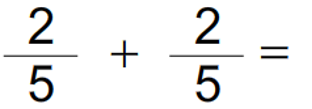 2/5 + 2/5 =